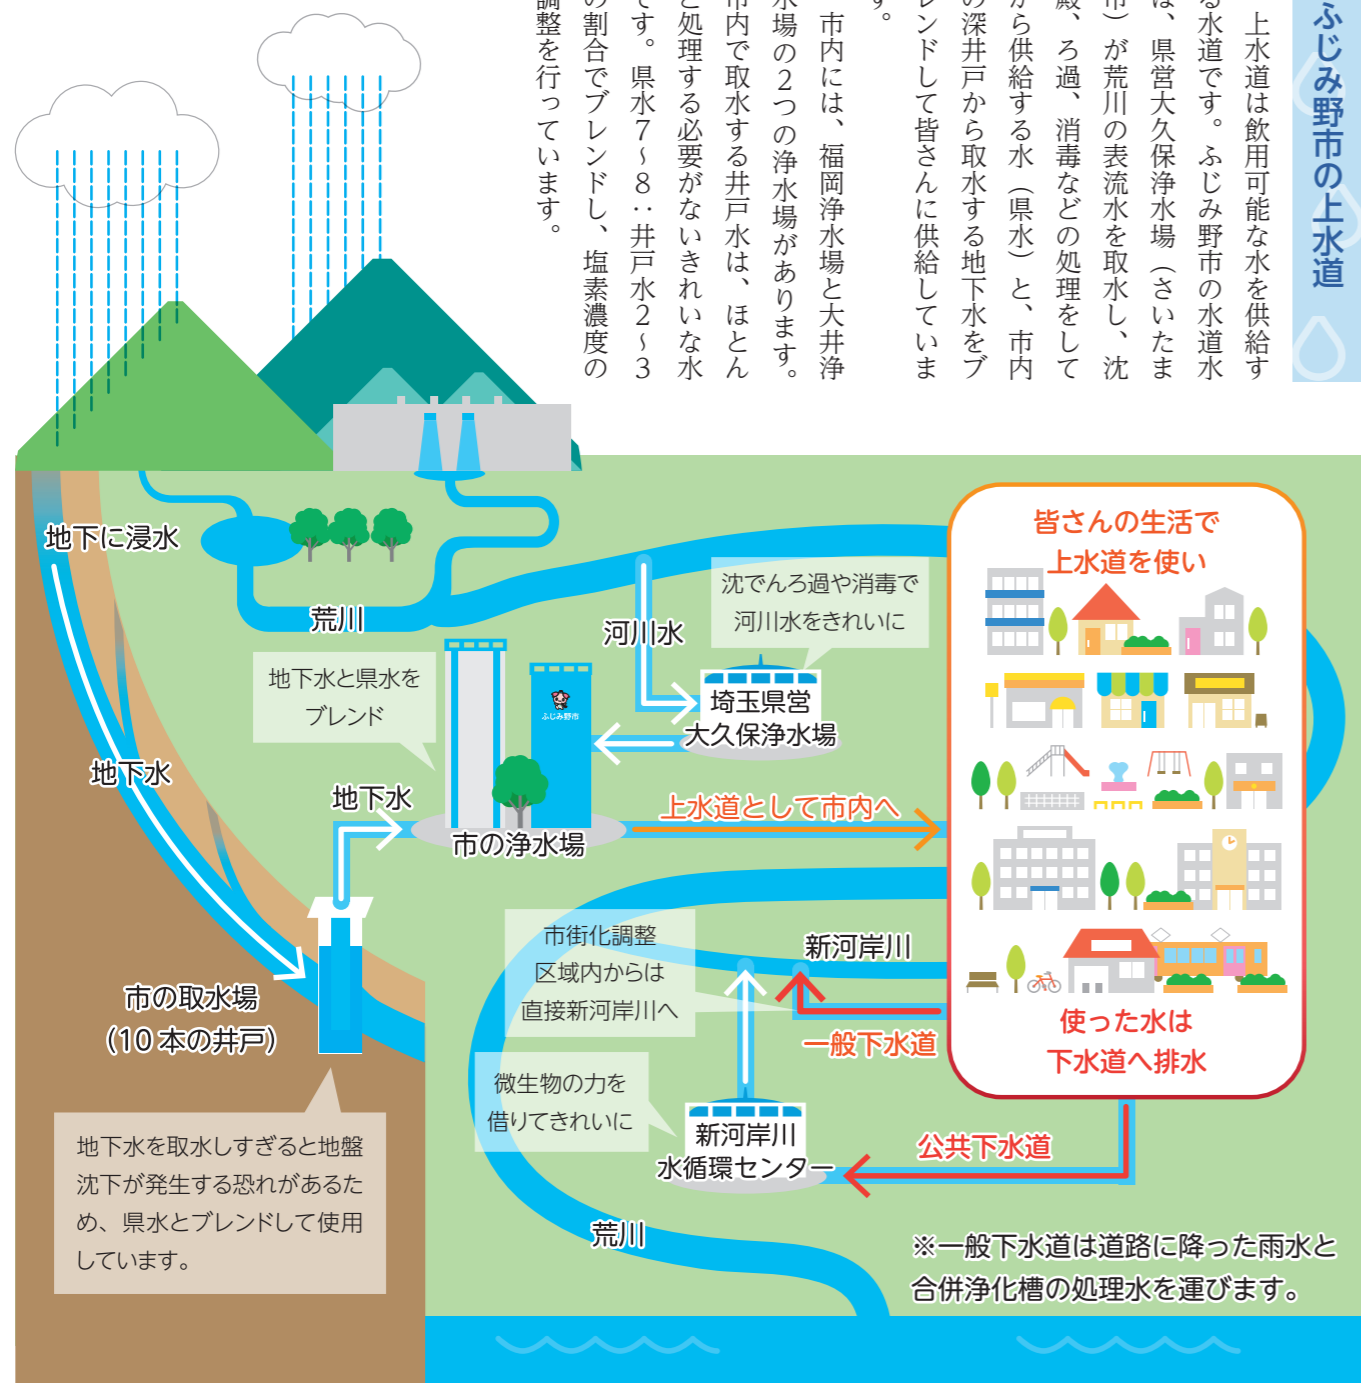 ふじみ野市の上水道
上水道は飲用可能な水を供給す
る水道です。ふじみ野市の水道水
は、県営大久保浄水場（さいたま
市）が荒川の表流水を取水し、沈
殿、ろ過、消毒などの処理をして
から供給する水（県水）と、市内
の深井戸から取水する地下水をブ
レンドして皆さんに供給していま
す。
市内には、福岡浄水場と大井浄
水場の2つの浄水場があります。
市内で取水する井戸水は、ほとん
ど処理する必要がないきれいな水
です。県水7〜8：井戸水2〜3
の割合でブレンドし、塩素濃度の
調整を行っています。
地下に浸水
荒川
河川水
沈でんろ過や消毒で
河川水をきれいに
地下水と県水を
ブレンド
ふじみ野市
埼玉県営
大久保浄水場
地下水
地下水
市の浄水場
上水道として市内へ
皆さんの生活で
上水道を使い
使った水は
下水道へ排水
市の取水場
（10本の井戸）
地下水を取水しすぎると地盤
沈下が発生する恐れがあるた
め、県水とブレンドして使用
しています。
市街化調整
区域内からは
直接新河岸川へ
新河岸川
一般下水道
微生物の力を
借りてきれいに
新河岸川
水循環センター
公共下水道
荒川
※一般下水道は道路に降った雨水と
合併浄化槽の処理水を運びます。